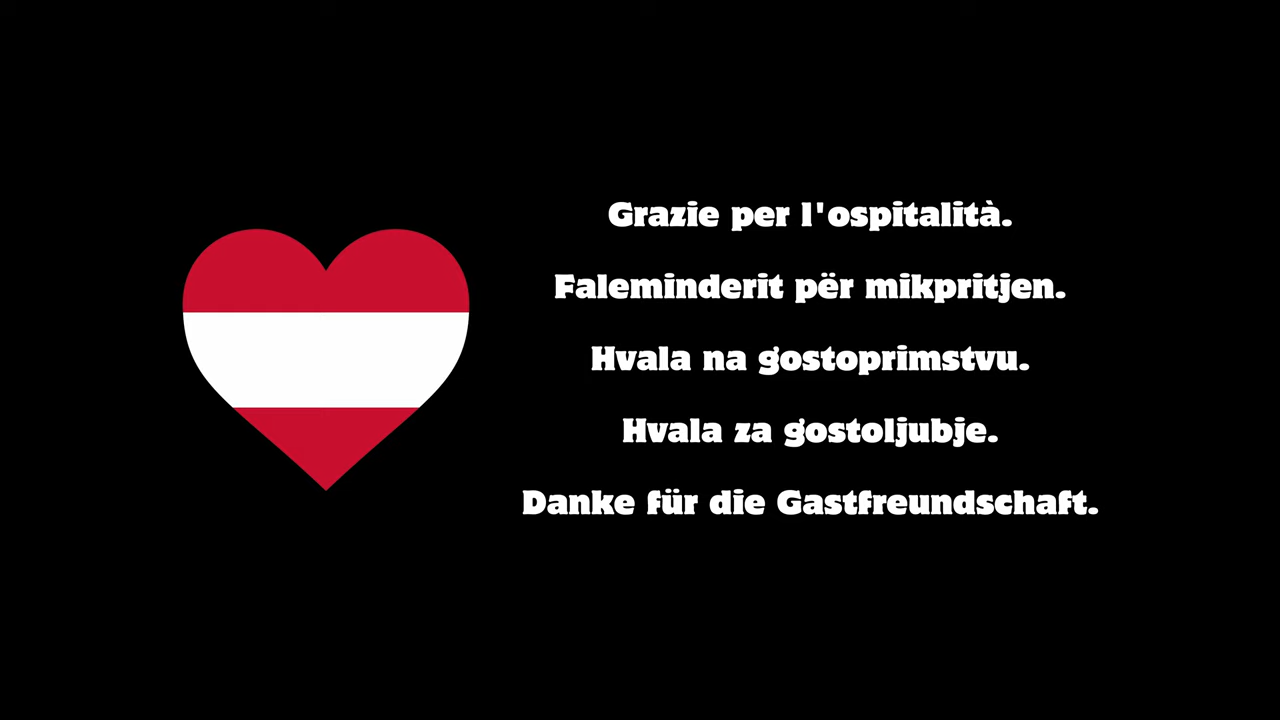 Grazie per l'ospitalità.
Faleminderit për mikpritjen.
Hvala na gostoprimstvu.
Hvala za gostoljubje.
Danke für die Gastfreundschaft.